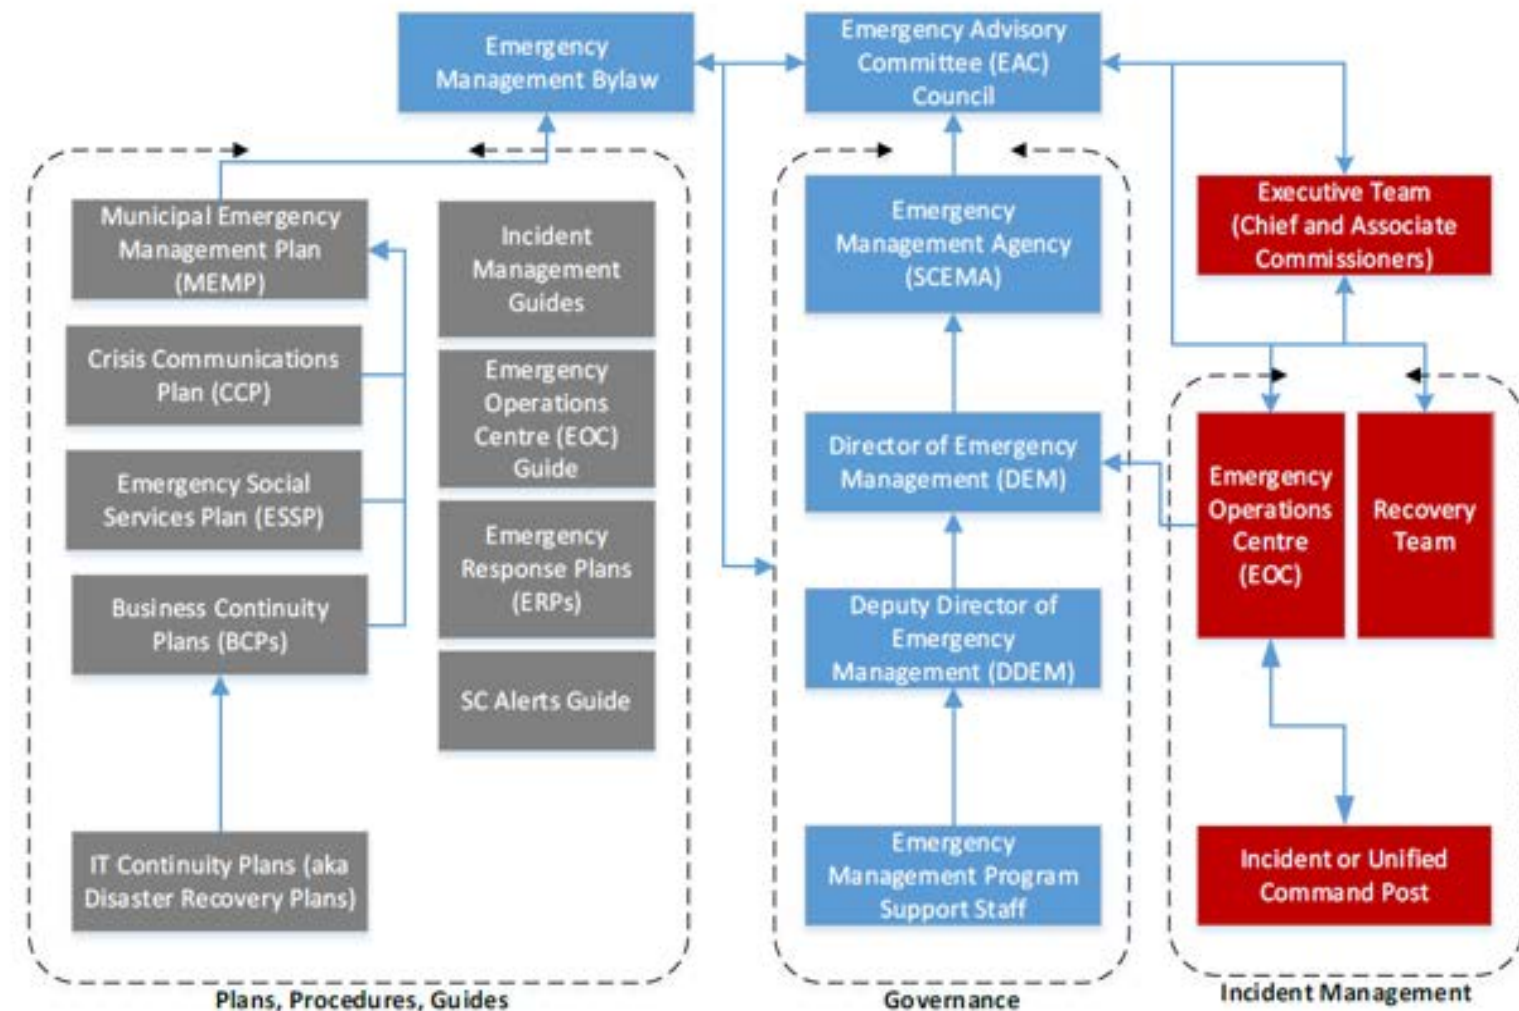 Emergency
Management Bylaw
Emergency Advisory
Committee (EAC)
Council
Municipal Emergency
Management Plan
(MEMP)
Crisis Communications
Plan (CCP)
Emergency Social
Services Plan (ESSP)
Business Continuity
Plans (BCPs)
IT Continuity Plans (aka
Disaster Recovery Plans)
Incident
Management
Guides
Emergency
Operations
Centre (EOC)
Guide
Emergency
Response Plans
(ERPs)
SC Alerts Guide
Plans, Procedures, Guides
Emergency
Management Agency
(SCEMA)
Director of Emergency
Management (DEM)
Deputy Director of
Emergency
Management (DDEM)
Emergency
Management Program
Support Staff
Governance
Executive Team
(Chief and Associate
Commissioners)
Emergency
Operations
Centre
(EOC)
Recovery
Team
Incident or Unified
Command Post
Incident Management